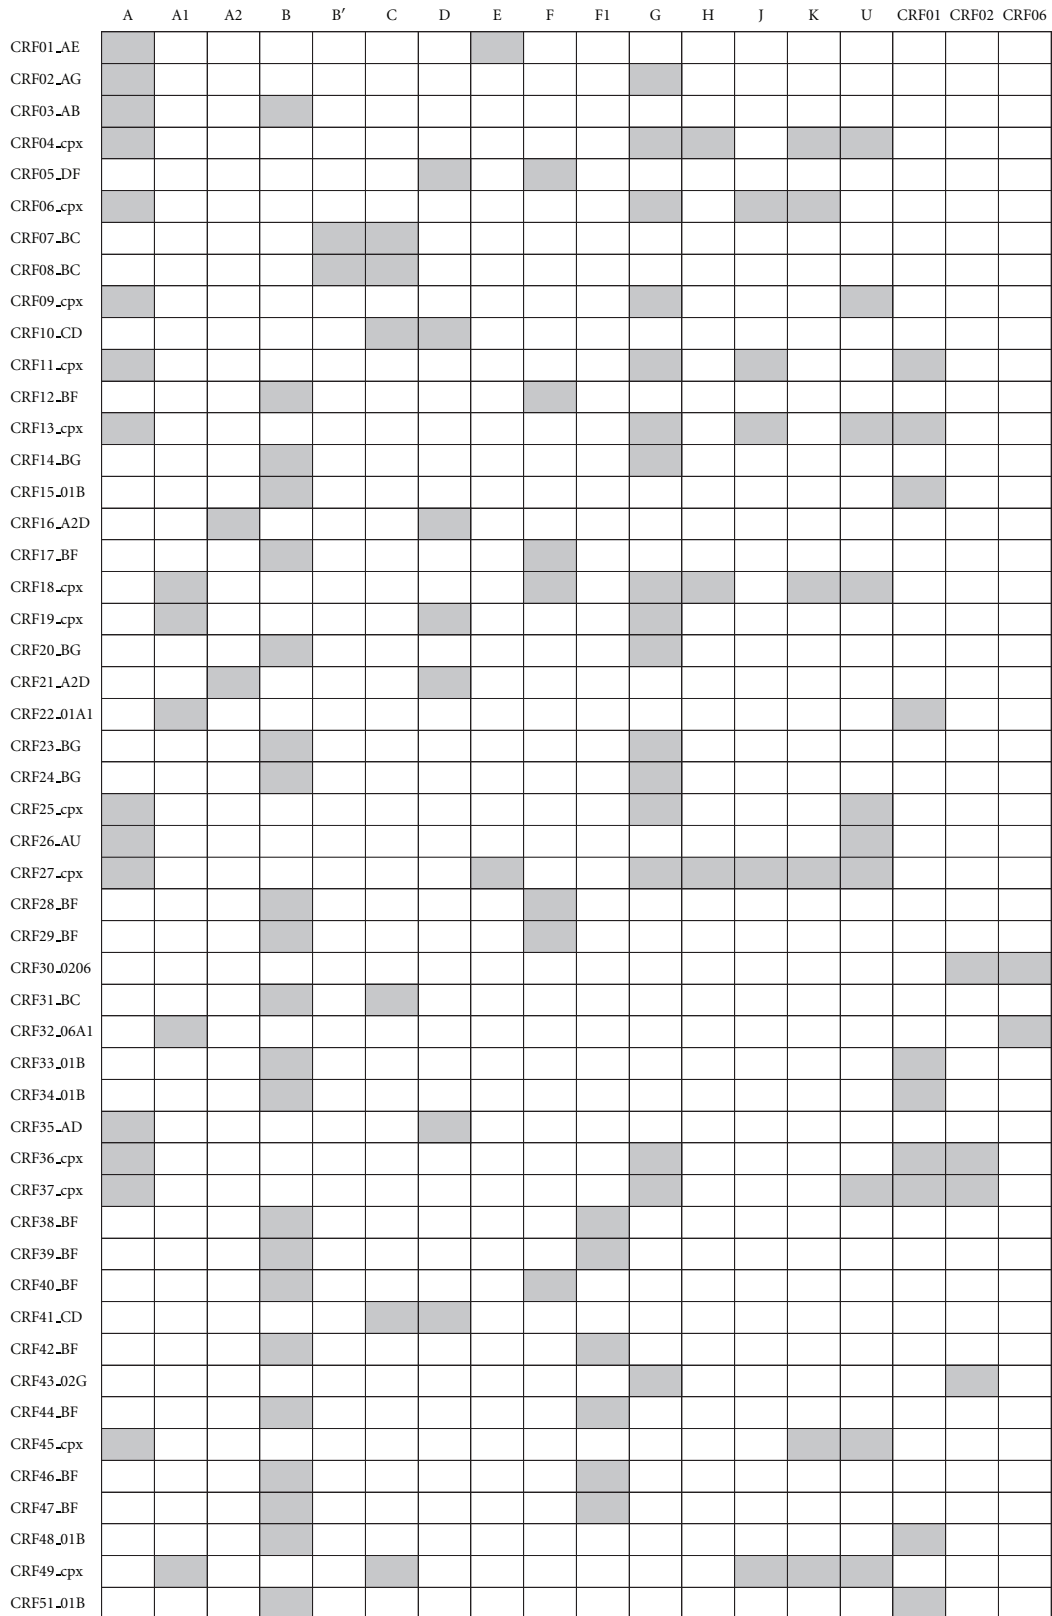 A A1 A2 B B′ C D E F F1 G H J K U CRF01 CRF02 CRF06
CRF01_AE
CRF02_AG
CRF03_AB
CRF04_cpx
CRF05_DF
CRF06_cpx
CRF07_BC
CRF08_BC
CRF09_cpx
CRF10_CD
CRF11_cpx
CRF12_BF
CRF13_cpx
CRF14_BG
CRF15_01B
CRF16_A2D
CRF17_BF
CRF18_cpx
CRF19_cpx
CRF20_BG
CRF21_A2D
CRF22_01A1
CRF23_BG
CRF24_BG
CRF25_cpx
CRF26_AU
CRF27_cpx
CRF28_BF
CRF29_BF
CRF30_0206
CRF31_BC
CRF32_06A1
CRF33_01B
CRF34_01B
CRF35_AD
CRF36_cpx
CRF37_cpx
CRF38_BF
CRF39_BF
CRF40_BF
CRF41_CD
CRF42_BF
CRF43_02G
CRF44_BF
CRF45_cpx
CRF46_BF
CRF47_BF
CRF48_01B
CRF49_cpx
CRF51_01B